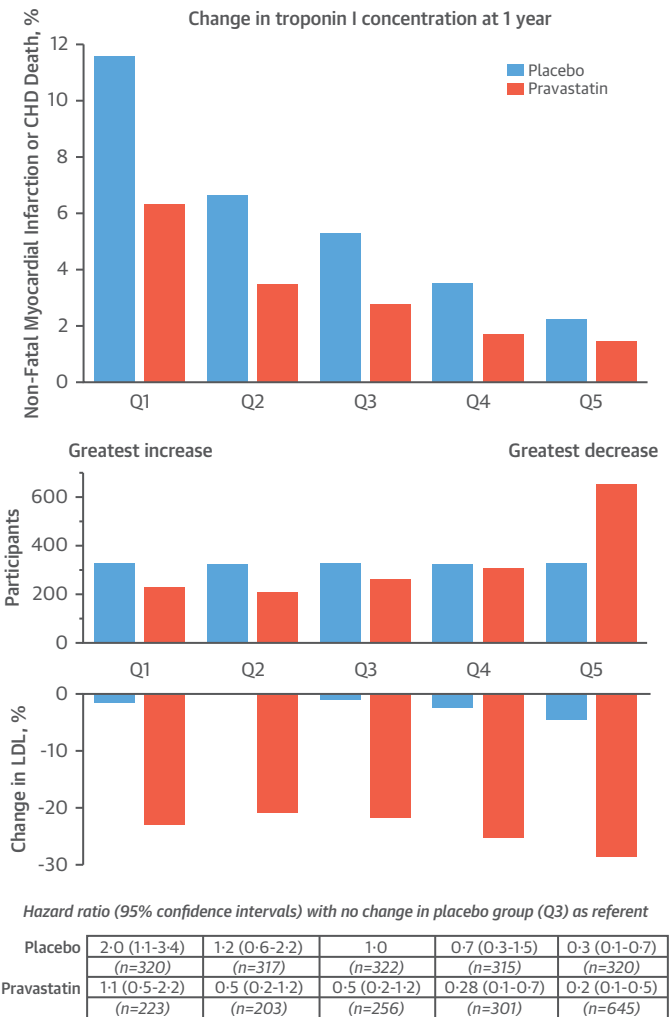 Change in troponin I concentration at 1 year
Non-Fatal Myocardial Infarction or CHD Death, %
12
10
8
6
4
2
0
Placebo
Pravastatin
Q1 Q2 Q3 Q4 Q5
Greatest increase Greatest decrease
Participants
600
400
200
0
Q1 Q2 Q3 Q4 Q5
Change in LDL, %
0
-10
-20
-30
Hazard ratio (95% confidence intervals) with no change in placebo group (Q3) as referent
Placebo 2·0 (1·1-3·4) 1·2 (0·6-2·2) 1·0 0·7 (0·3-1·5) 0·3 (0·1-0·7)
(n=320) (n=317) (n=322) (n=315) (n=320)
Pravastatin 1·1 (0·5-2·2) 0·5 (0·2-1·2) 0·5 (0·2-1·2) 0·28 (0·1-0·7) 0·2 (0·1-0·5)
(n=223) (n=203) (n=256) (n=301) (n=645)